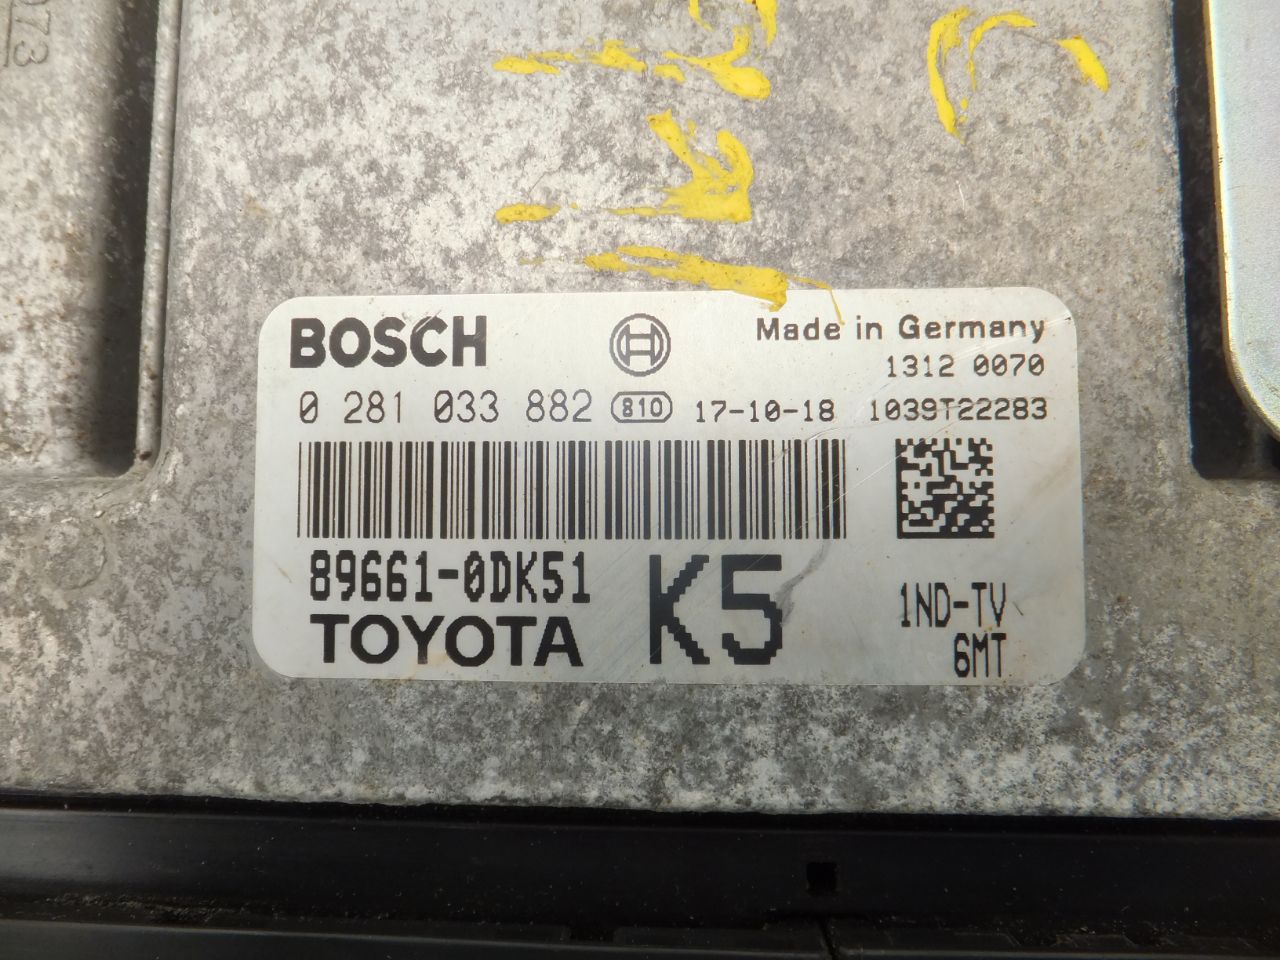 073
BOSCH
Made in Germany
1312 0070
0 281 033 882 810 17-10-18 1039T22283
89661-0DK51
TOYOTA
K5
1ND-TV
6MT